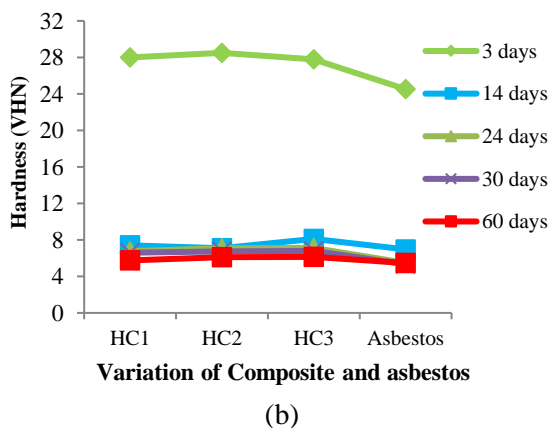 32
28
24
20
16
12
8
4
0
Hardness (VHN)
HC1 HC2 HC3 Asbestos
Variation of Composite and asbestos
3 days
14 days
24 days
30 days
60 days
(b)